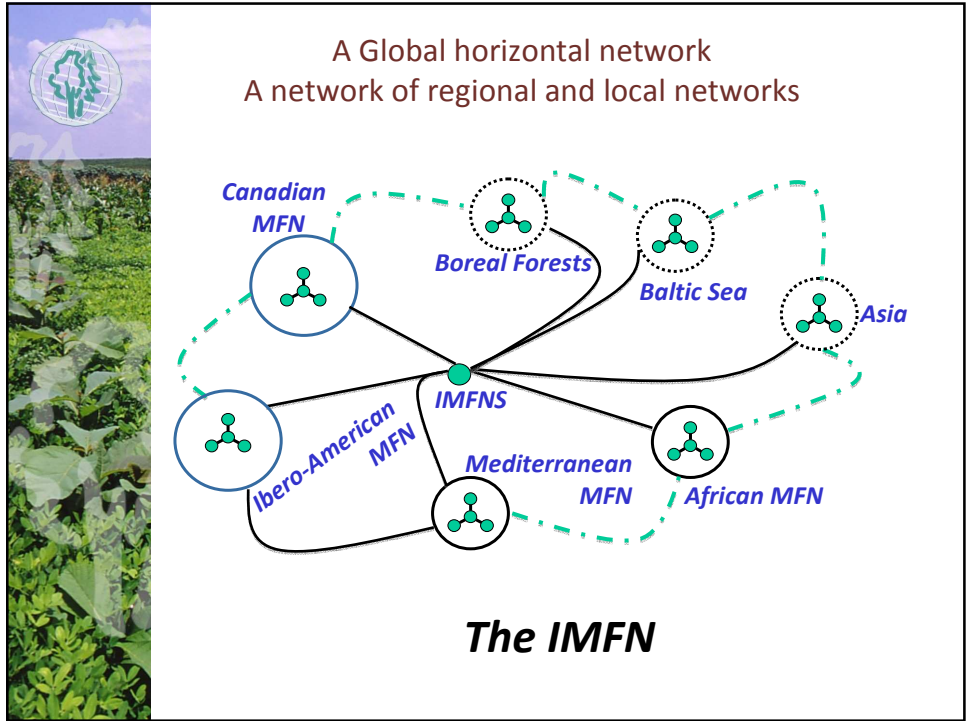 A Global horizontal network
A network of regional and local networks
Canadian
MFN
Boreal Forests
Baltic Sea
Asia
IMFNS
Ibero-American
MFN
Mediterranean
MFN
African MFN
The IMFN